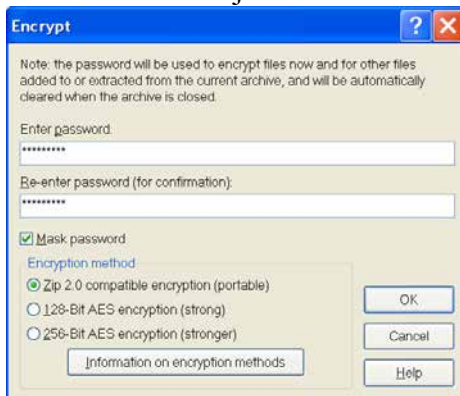 Encrypt
Note: the password will be used to encrypt files now and for other files
added to or extracted from the current archive, and will be automatically
cleared when the archive is closed.
Enter password:
*********
Re-enter password (for confirmation):
*********
Mask password
Encryption method
Zip 2.0 compatible encryption (portable)
128-Bit AES encryption (strong)
256-Bit AES encryption (stronger)
Information on encryption methods
OK
Cancel
Help